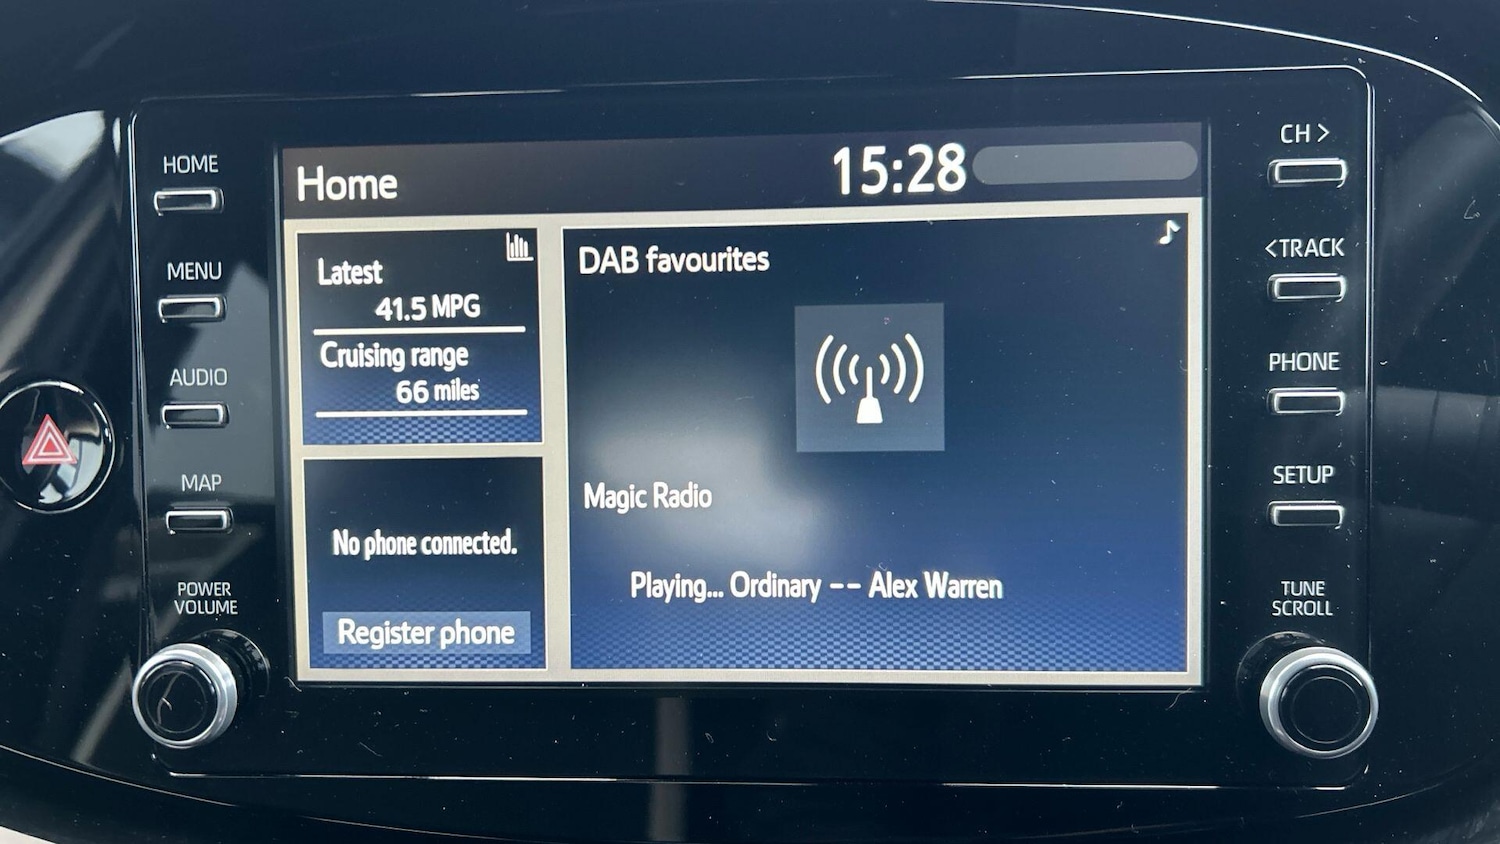 HOME
MENU
AUDIO
MAP
POWER
VOLUME
Home
15:28
Latest
41.5 MPG
Cruising range
66 miles
No phone connected.
Register phone
DAB favourites
Magic Radio
Playing... Ordinary -- Alex Warren
CH >
<TRACK
PHONE
SETUP
TUNE
SCROLL